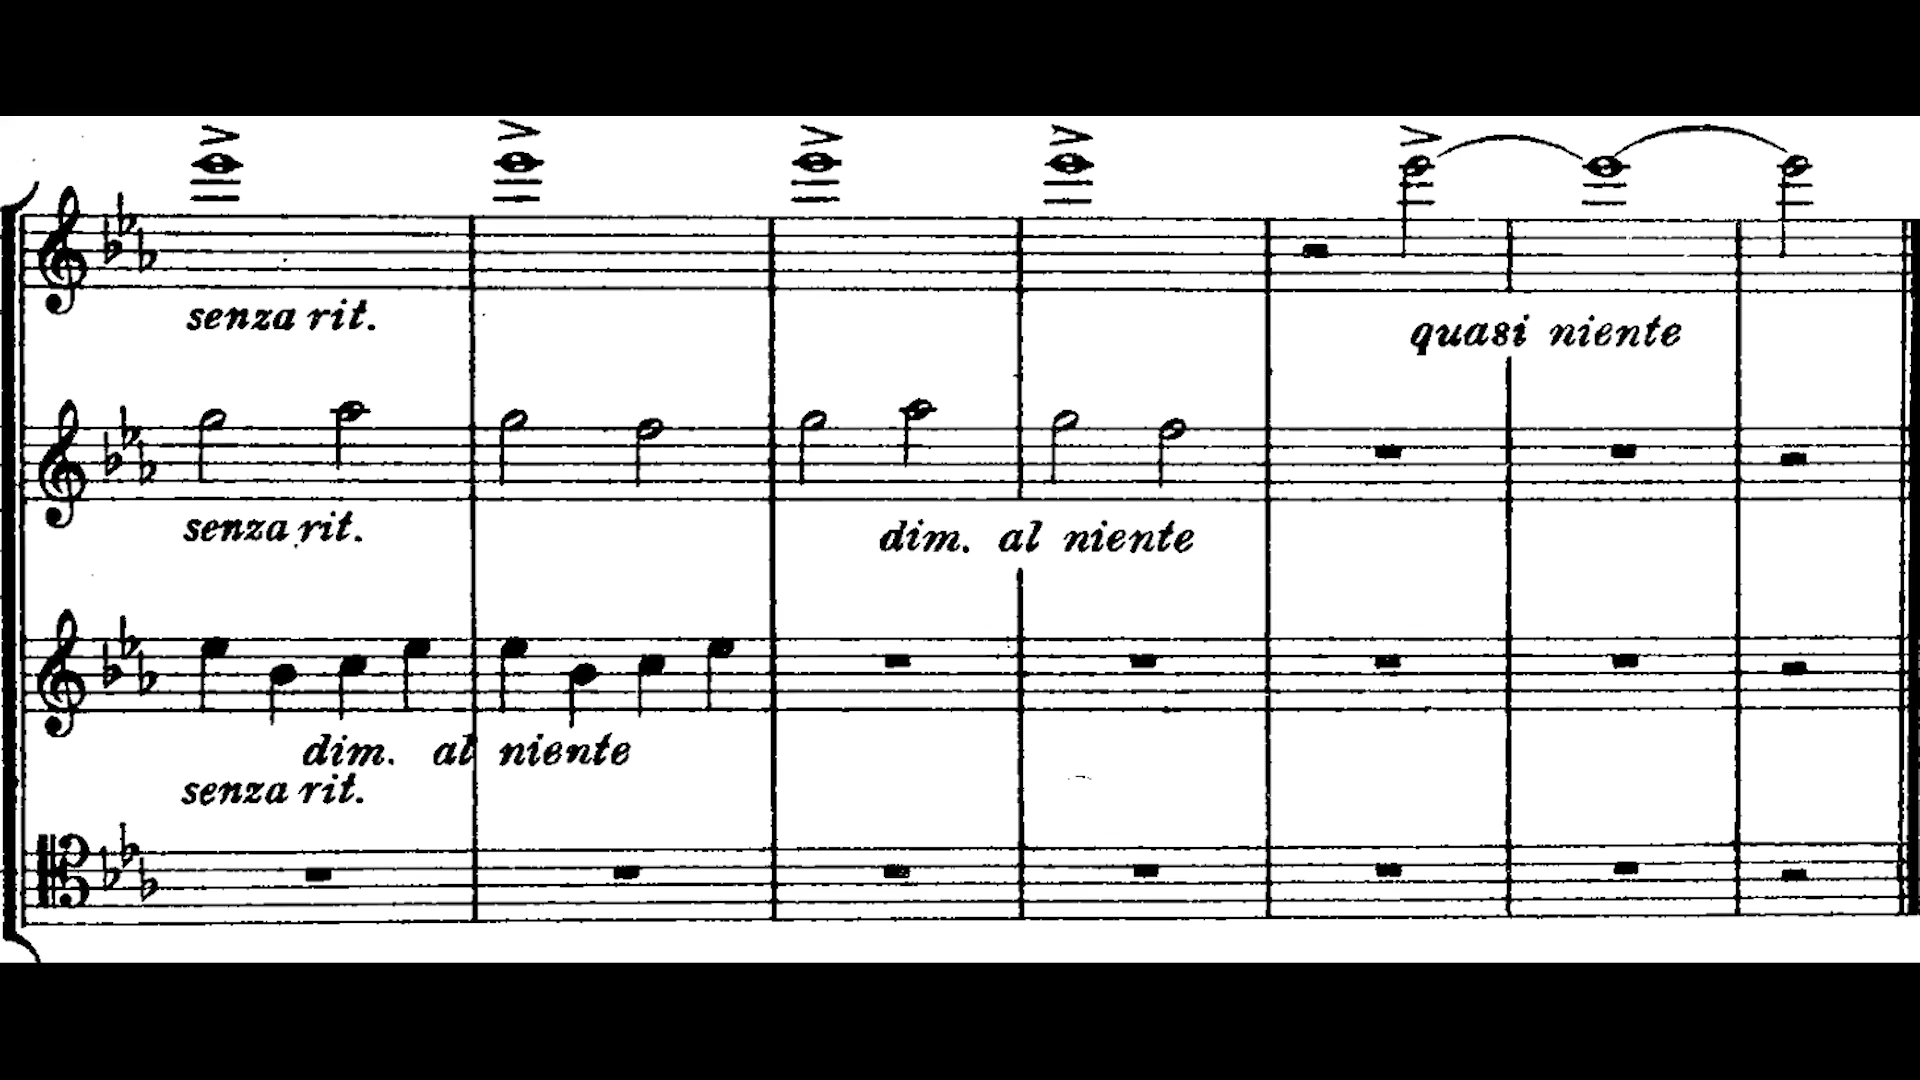 senza rit.
quasi niente
senza rit.
dim. al niente
dim. al niente
senza rit.